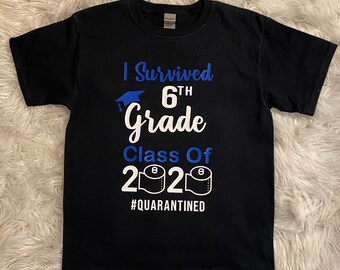 I Survived
6TH
Grade
Class Of
2020
#QUARANTINED